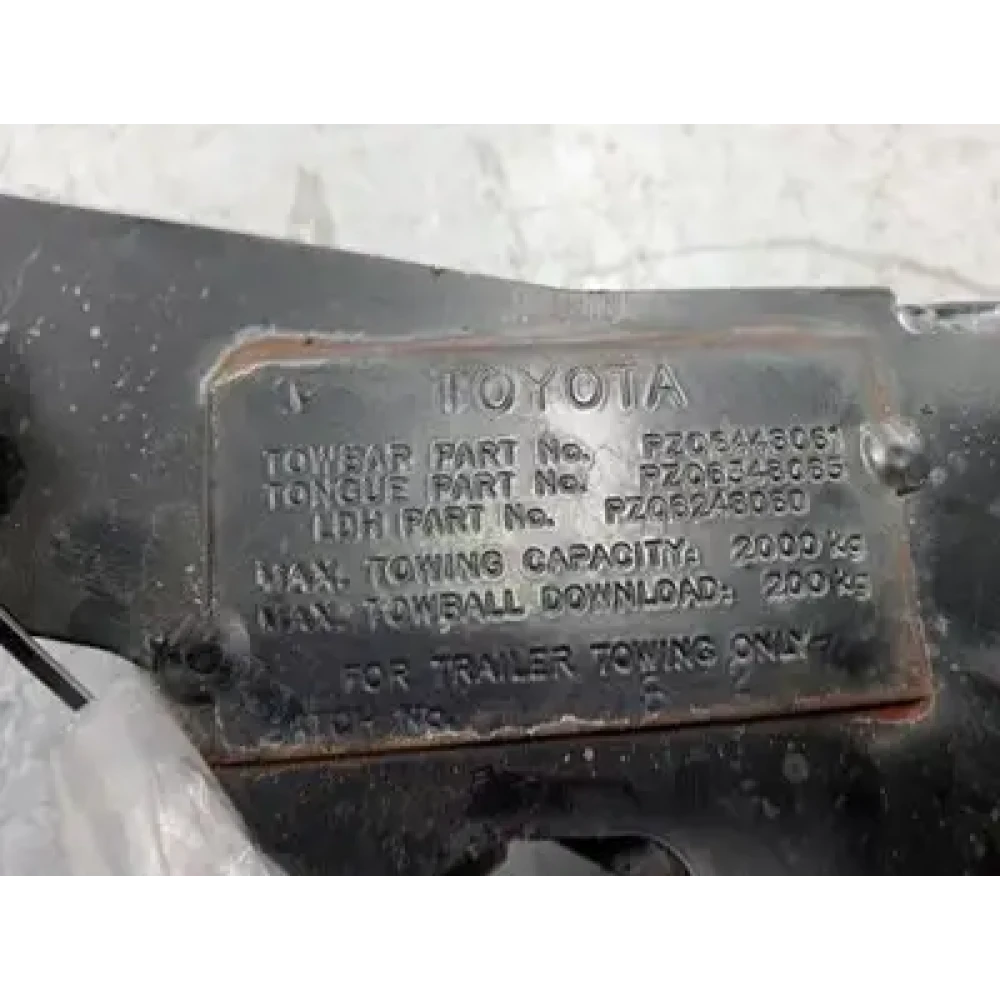 TOYOTA
TOWBAR PART No. PZQ6448061
TONGUE PART No. PZQ6348065
LDH PART No. PZQ6248060
MAX. TOWING CAPACITY: 2000kg
MAX. TOWBALL DOWNLOAD: 200kg
FOR TRAILER TOWING ONLY
No.